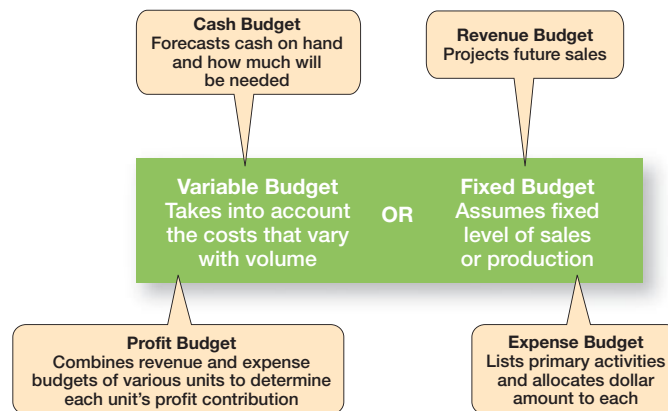 Cash Budget
Forecasts cash on hand
and how much will
be needed
Revenue Budget
Projects future sales
Variable Budget
Takes into account
the costs that vary
with volume
OR
Fixed Budget
Assumes fixed
level of sales
or production
Profit Budget
Combines revenue and expense
budgets of various units to determine
each unit's profit contribution
Expense Budget
Lists primary activities
and allocates dollar
amount to each